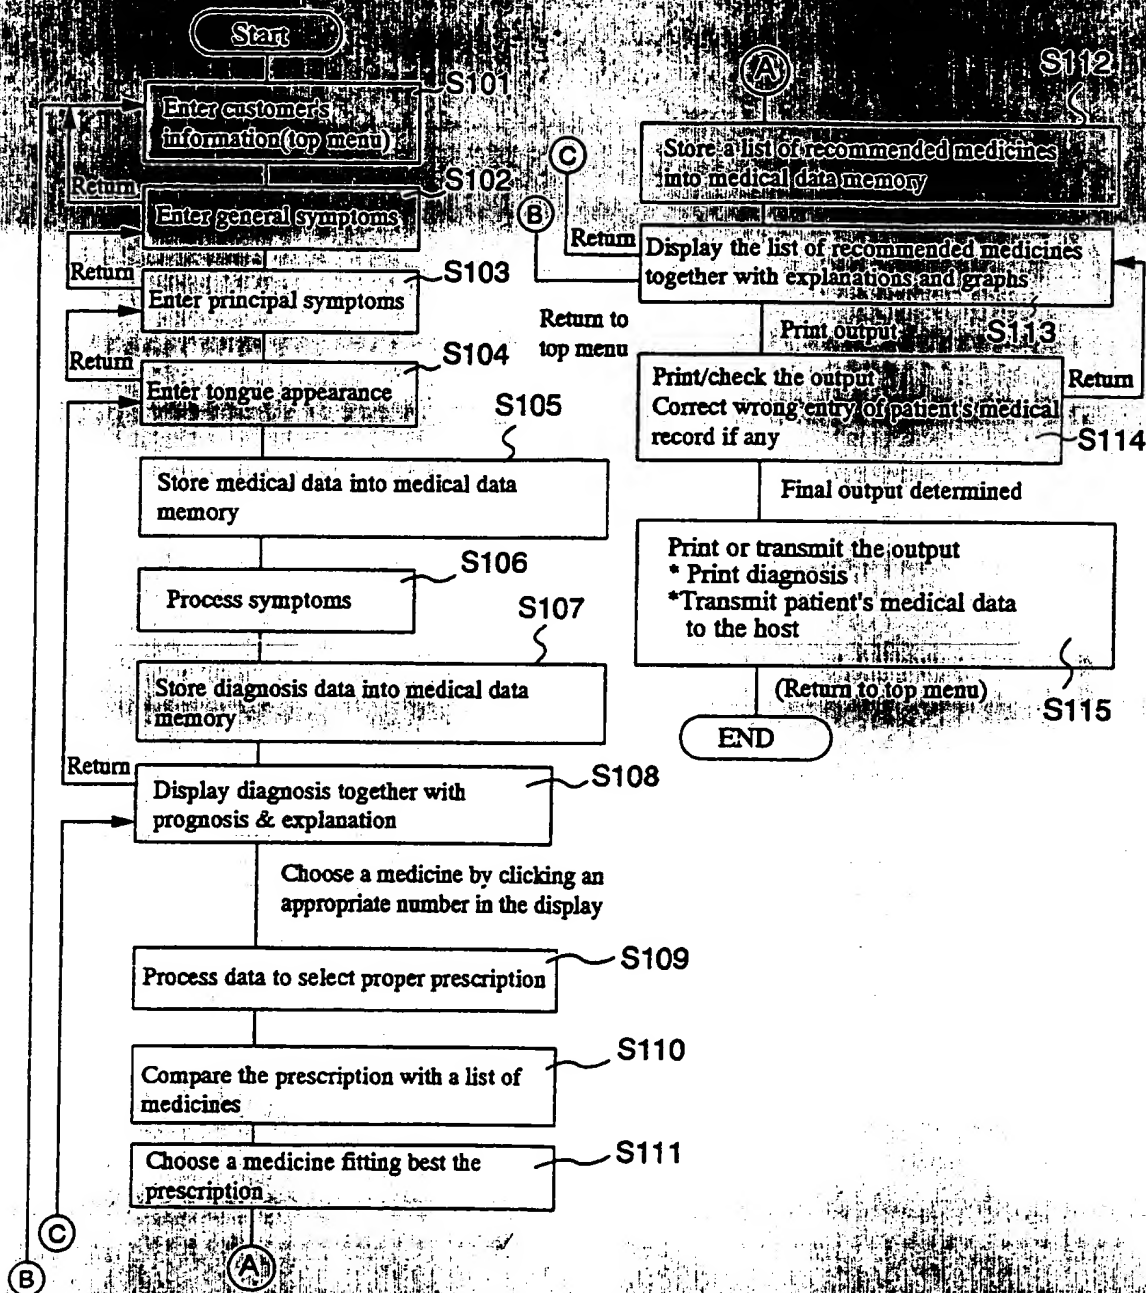 Start
S101
Enter customer's
information(top menu)
Return
S102
Enter general symptoms
Return
S103
Enter principal symptoms
Return
S104
Enter tongue appearance
S105
Store medical data into medical data
memory
S106
Process symptoms
S107
Store diagnosis data into medical data
memory
Return
S108
Display diagnosis together with
prognosis & explanation
Choose a medicine by clicking an
appropriate number in the display
S109
Process data to select proper prescription
S110
Compare the prescription with a list of
medicines
S111
Choose a medicine fitting best the
prescription
C
B
A
A
S112
Store a list of recommended medicines
into medical data memory
C
B
Return
Display the list of recommended medicines
together with explanations and graphs
S113
Return to
top menu
Print output
Print/check the output
Correct wrong entry of patient's medical
record if any
Return
S114
Final output determined
Print or transmit the output
* Print diagnosis
*Transmit patient's medical data
to the host
S115
(Return to top menu)
END